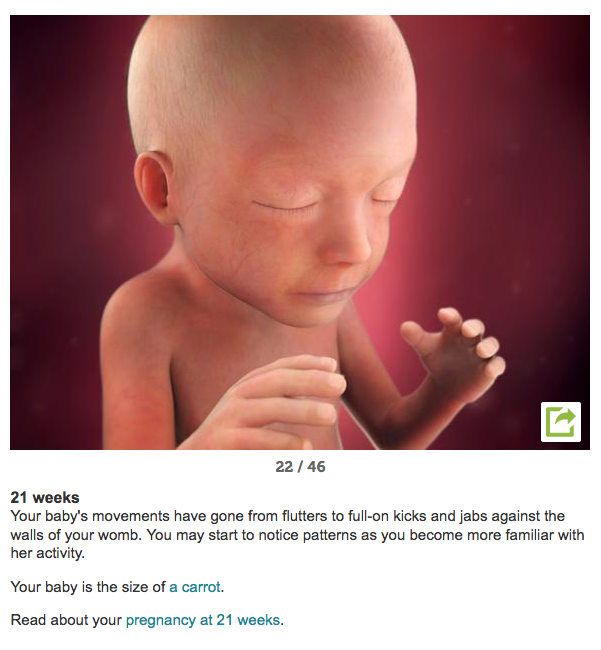 22 / 46
21 weeks
Your baby's movements have gone from flutters to full-on kicks and jabs against the
walls of your womb. You may start to notice patterns as you become more familiar with
her activity.
Your baby is the size of a carrot.
Read about your pregnancy at 21 weeks.